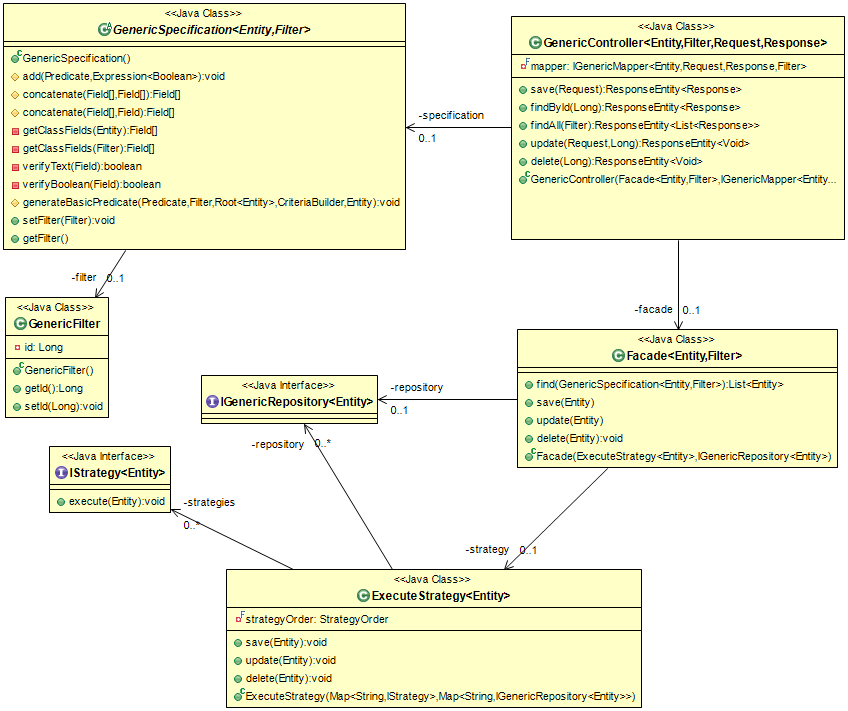 <<Java Class>>
GenericSpecification<Entity,Filter>
GenericSpecification()
add(Predicate,Expression<Boolean>):void
concatenate(Field[],Field[]):Field[]
concatenate(Field[],Field):Field[]
getClassFields(Entity):Field[]
getClassFields(Filter):Field[]
verifyText(Field):boolean
verifyBoolean(Field):boolean
generateBasicPredicate(Predicate,Filter,Root<Entity>,CriteriaBuilder,Entity):void
setFilter(Filter):void
getFilter()
<<Java Class>>
GenericController<Entity,Filter,Request,Response>
mapper: IGenericMapper<Entity,Request,Response,Filter>
save(Request):ResponseEntity<Response>
findById(Long):ResponseEntity<Response>
findAll(Filter):ResponseEntity<List<Response>>
update(Request,Long):ResponseEntity<Void>
delete(Long):ResponseEntity<Void>
GenericController(Facade<Entity,Filter>,IGenericMapper<Entity...
-specification
0..1
-filter
0..1
-facade
0..1
<<Java Class>>
GenericFilter
id: Long
GenericFilter()
getId():Long
setId(Long):void
<<Java Class>>
Facade<Entity,Filter>
find(GenericSpecification<Entity,Filter>):List<Entity>
save(Entity)
update(Entity)
delete(Entity):void
Facade(ExecuteStrategy<Entity>,IGenericRepository<Entity>)
<<Java Interface>>
IGenericRepository<Entity>
-repository
0..1
-repository
0..*
<<Java Interface>>
IStrategy<Entity>
execute(Entity):void
-strategies
0..*
-strategy
0..1
<<Java Class>>
ExecuteStrategy<Entity>
strategyOrder: StrategyOrder
save(Entity):void
update(Entity):void
delete(Entity):void
ExecuteStrategy(Map<String,IStrategy>,Map<String,IGenericRepository<Entity>>)